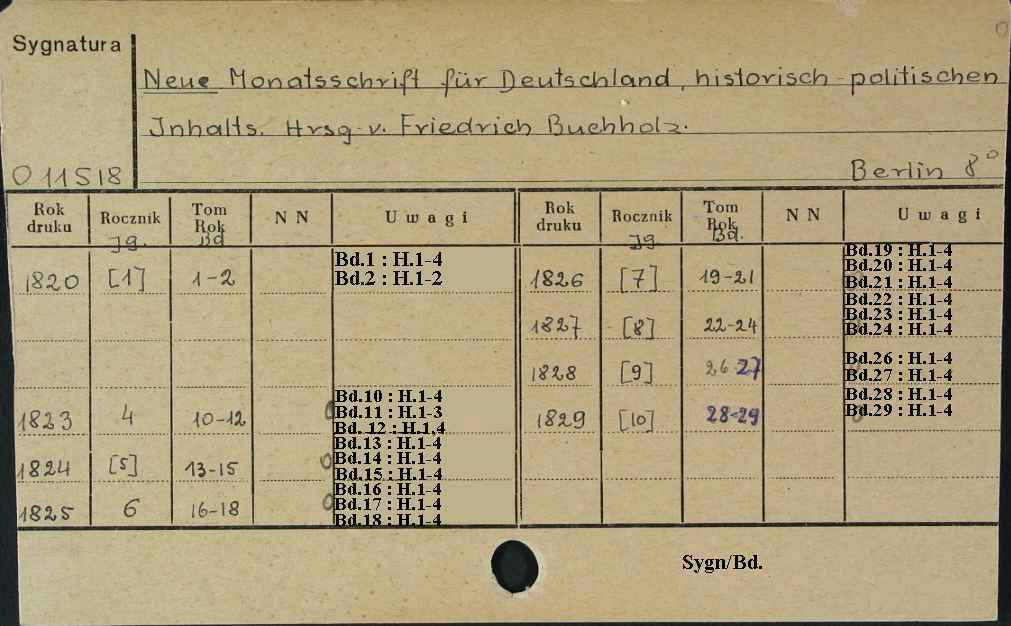 Sygnatura
Neue Monatsschrift für Deutschland, historisch-politischen
Inhalts. Hrsg. v. Friedrich Buchholz.
O 11518
Berlin 8°
Rok druku Rocznik Jg. Tom Rok Bd NN Uwagi
1820 [1] 1-2 Bd.1 : H.1-4
Bd.2 : H.1-2
1823 4 10-12 Bd.10 : H.1-4
Bd.11 : H.1-3
Bd. 12 : H.1,4
1824 [5] 13-15 Bd.13 : H.1-4
Bd.14 : H.1-4
Bd.15 : H.1-4
1825 6 16-18 Bd.16 : H.1-4
Bd.17 : H.1-4
Bd.18 : H.1-4
Rok druku Rocznik Jg. Tom Rok Bd. NN Uwagi
1826 [7] 19-21 Bd.19 : H.1-4
Bd.20 : H.1-4
Bd.21 : H.1-4
1827 [8] 22-24 Bd.22 : H.1-4
Bd.23 : H.1-4
Bd.24 : H.1-4
1828 [9] 26-27 Bd.26 : H.1-4
Bd.27 : H.1-4
1829 [10] 28-29 Bd.28 : H.1-4
Bd.29 : H.1-4
Sygn/Bd.